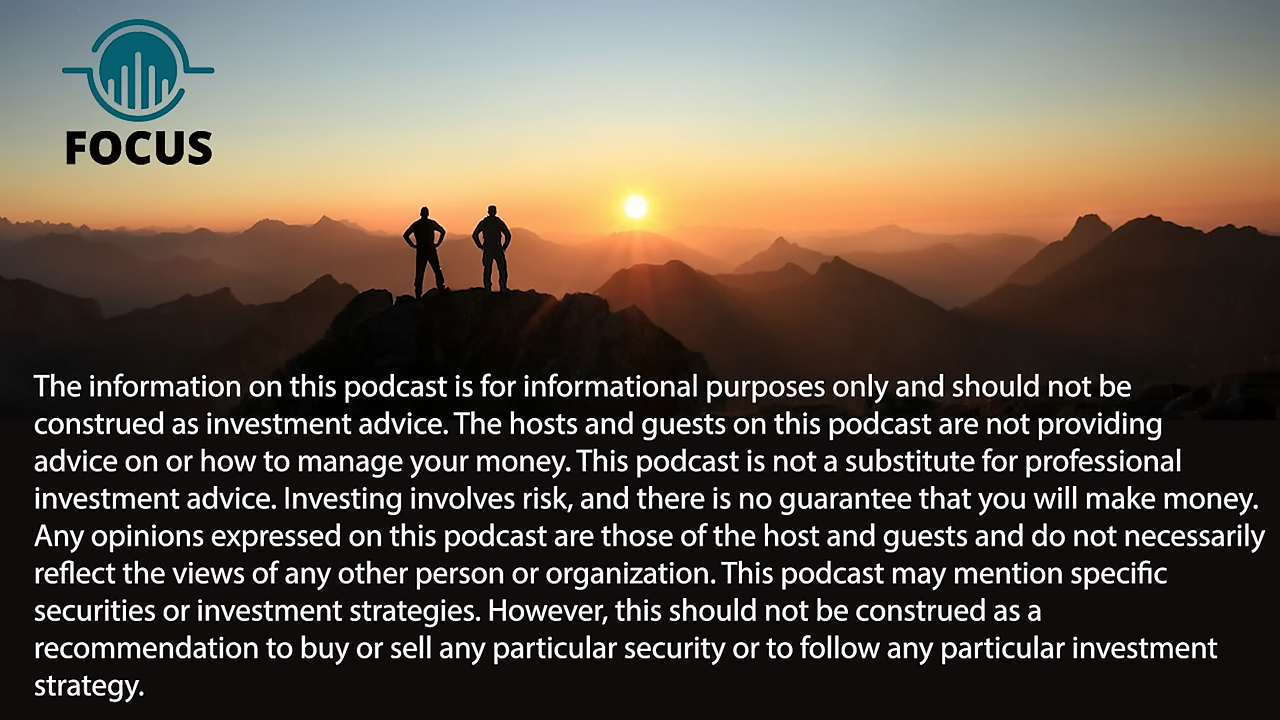 FOCUS
The information on this podcast is for informational purposes only and should not be
construed as investment advice. The hosts and guests on this podcast are not providing
advice on or how to manage your money. This podcast is not a substitute for professional
investment advice. Investing involves risk, and there is no guarantee that you will make money.
Any opinions expressed on this podcast are those of the host and guests and do not necessarily
reflect the views of any other person or organization. This podcast may mention specific
securities or investment strategies. However, this should not be construed as a
recommendation to buy or sell any particular security or to follow any particular investment
strategy.